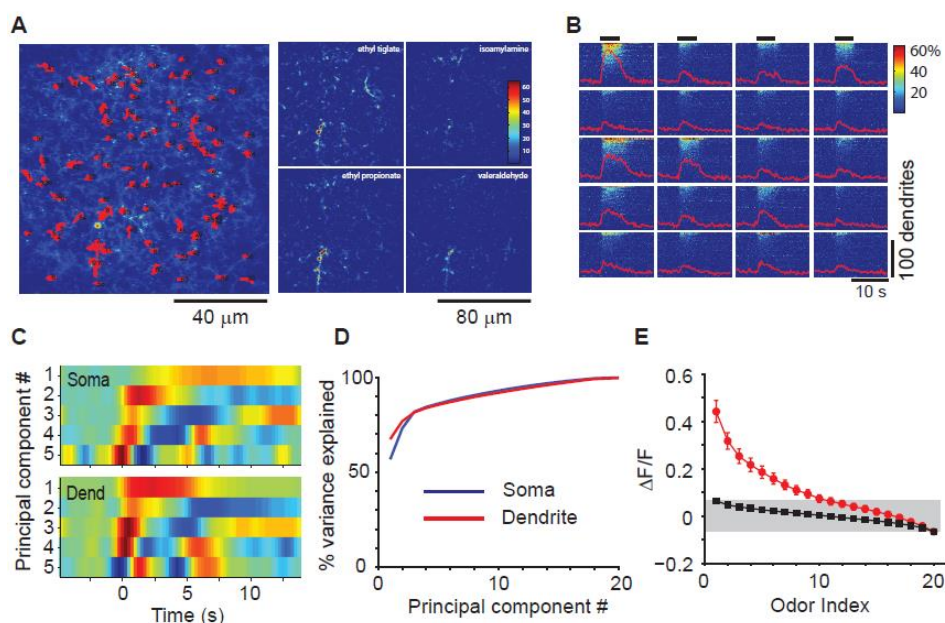 A
ethyl tiglate
isoamylamine
60
50
40
30
20
10
0
ethyl propionate
valeraldehyde
40 μm
80 μm
B
60%
40
20
100 dendrites
10 s
C
Principal component #
Soma
1
2
3
4
5
Dend
1
2
3
4
5
0
5
10
Time (s)
D
% variance explained
100
50
0
Soma
Dendrite
0
10
20
Principal component #
E
ΔF/F
0.6
0.4
0.2
0
−0.2
0
10
20
Odor Index